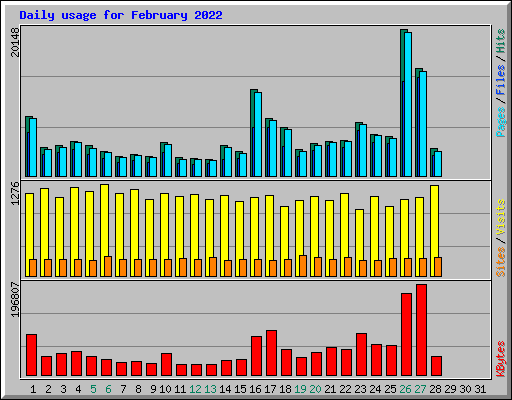 Daily usage for February 2022
20148
Pages / Files / Hits
1276
Sites / Visits
196807
KBytes
1 2 3 4 5 6 7 8 9 10 11 12 13 14 15 16 17 18 19 20 21 22 23 24 25 26 27 28 29 30 31